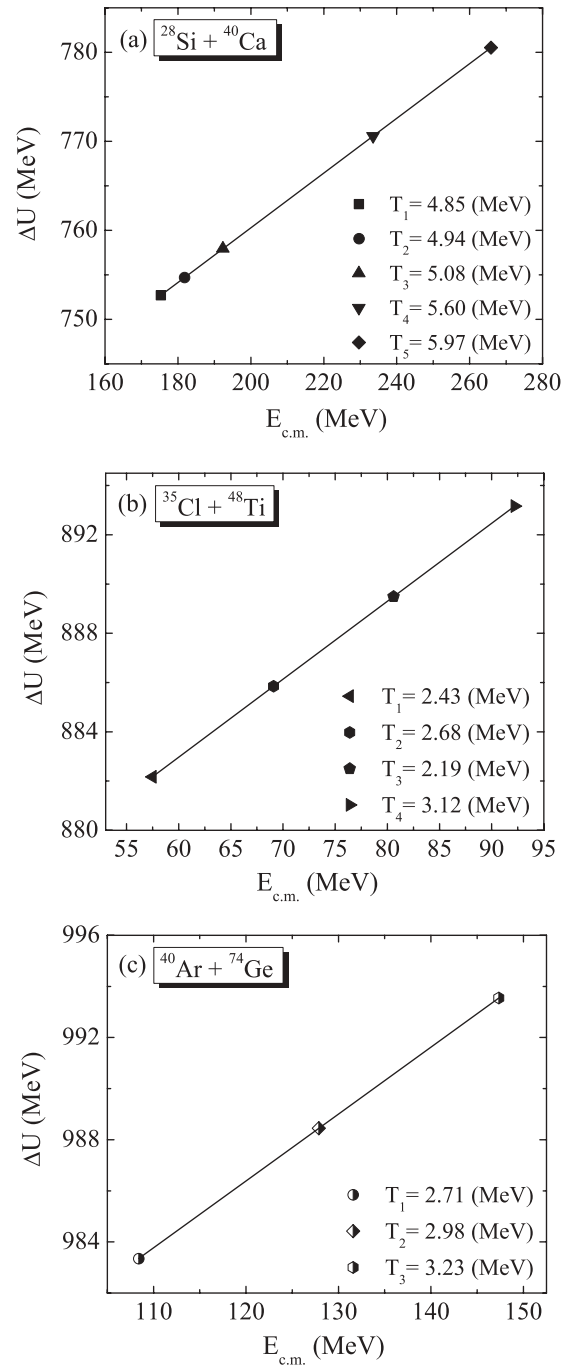 (a) ²⁸Si + ⁴⁰Ca
780
770
760
750
ΔU (MeV)
T₁= 4.85 (MeV)
T₂= 4.94 (MeV)
T₃= 5.08 (MeV)
T₄= 5.60 (MeV)
T₅= 5.97 (MeV)
160 180 200 220 240 260 280
E_c.m. (MeV)
(b) ³⁵Cl + ⁴⁸Ti
892
888
884
880
ΔU (MeV)
T₁= 2.43 (MeV)
T₂= 2.68 (MeV)
T₃= 2.19 (MeV)
T₄= 3.12 (MeV)
55 60 65 70 75 80 85 90 95
E_c.m. (MeV)
996
(c) ⁴⁰Ar + ⁷⁴Ge
992
988
984
ΔU (MeV)
T₁= 2.71 (MeV)
T₂= 2.98 (MeV)
T₃= 3.23 (MeV)
110 120 130 140 150
E_c.m. (MeV)